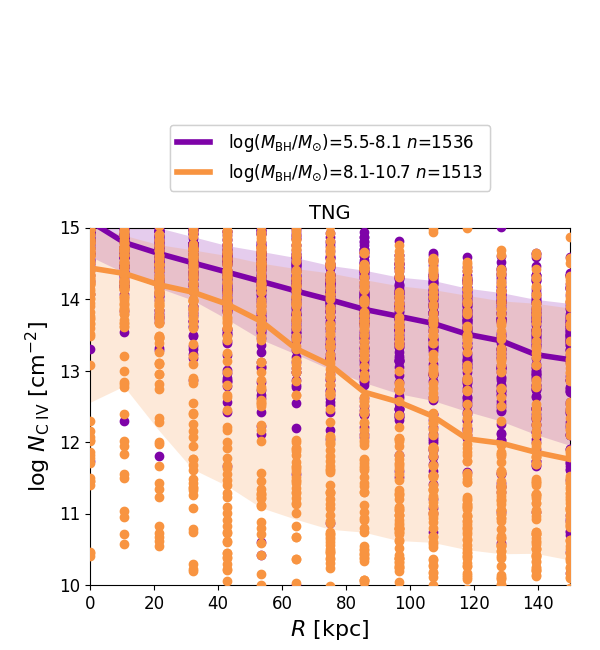 log(M_BH/M_⊙)=5.5-8.1 n=1536
log(M_BH/M_⊙)=8.1-10.7 n=1513
TNG
15
14
13
12
11
10
log N_C IV [cm^−2]
0 20 40 60 80 100 120 140
R [kpc]